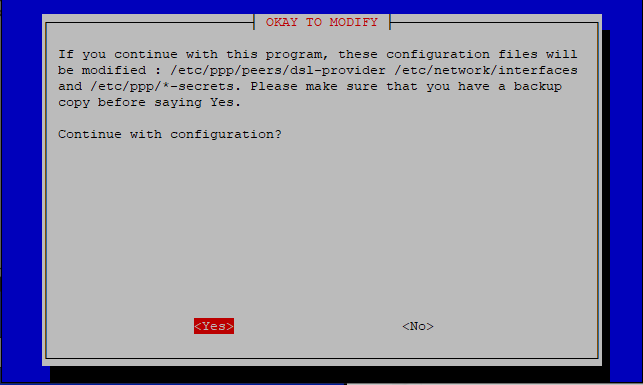 OKAY TO MODIFY
If you continue with this program, these configuration files will
be modified : /etc/ppp/peers/dsl-provider /etc/network/interfaces
and /etc/ppp/*-secrets. Please make sure that you have a backup
copy before saying Yes.
Continue with configuration?
<Yes> <No>